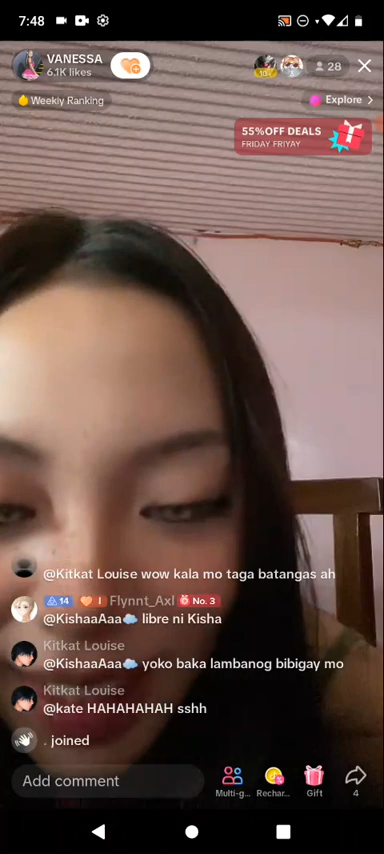 7:48
VANESSA
6.1K likes
10
28
Weekly Ranking
Explore >
55%OFF DEALS
FRIDAY FRIYAY
@Kitkat Louise wow kala mo taga batangas ah
14 I Flynnt_Axl No. 3
@KishaaAaa☁️ libre ni Kisha
Kitkat Louise
@KishaaAaa☁️ yoko baka lambanog bibigay mo
Kitkat Louise
@kate HAHAHAHAH sshh
. joined
Add comment
Multi-g...
Rechar...
Gift
4